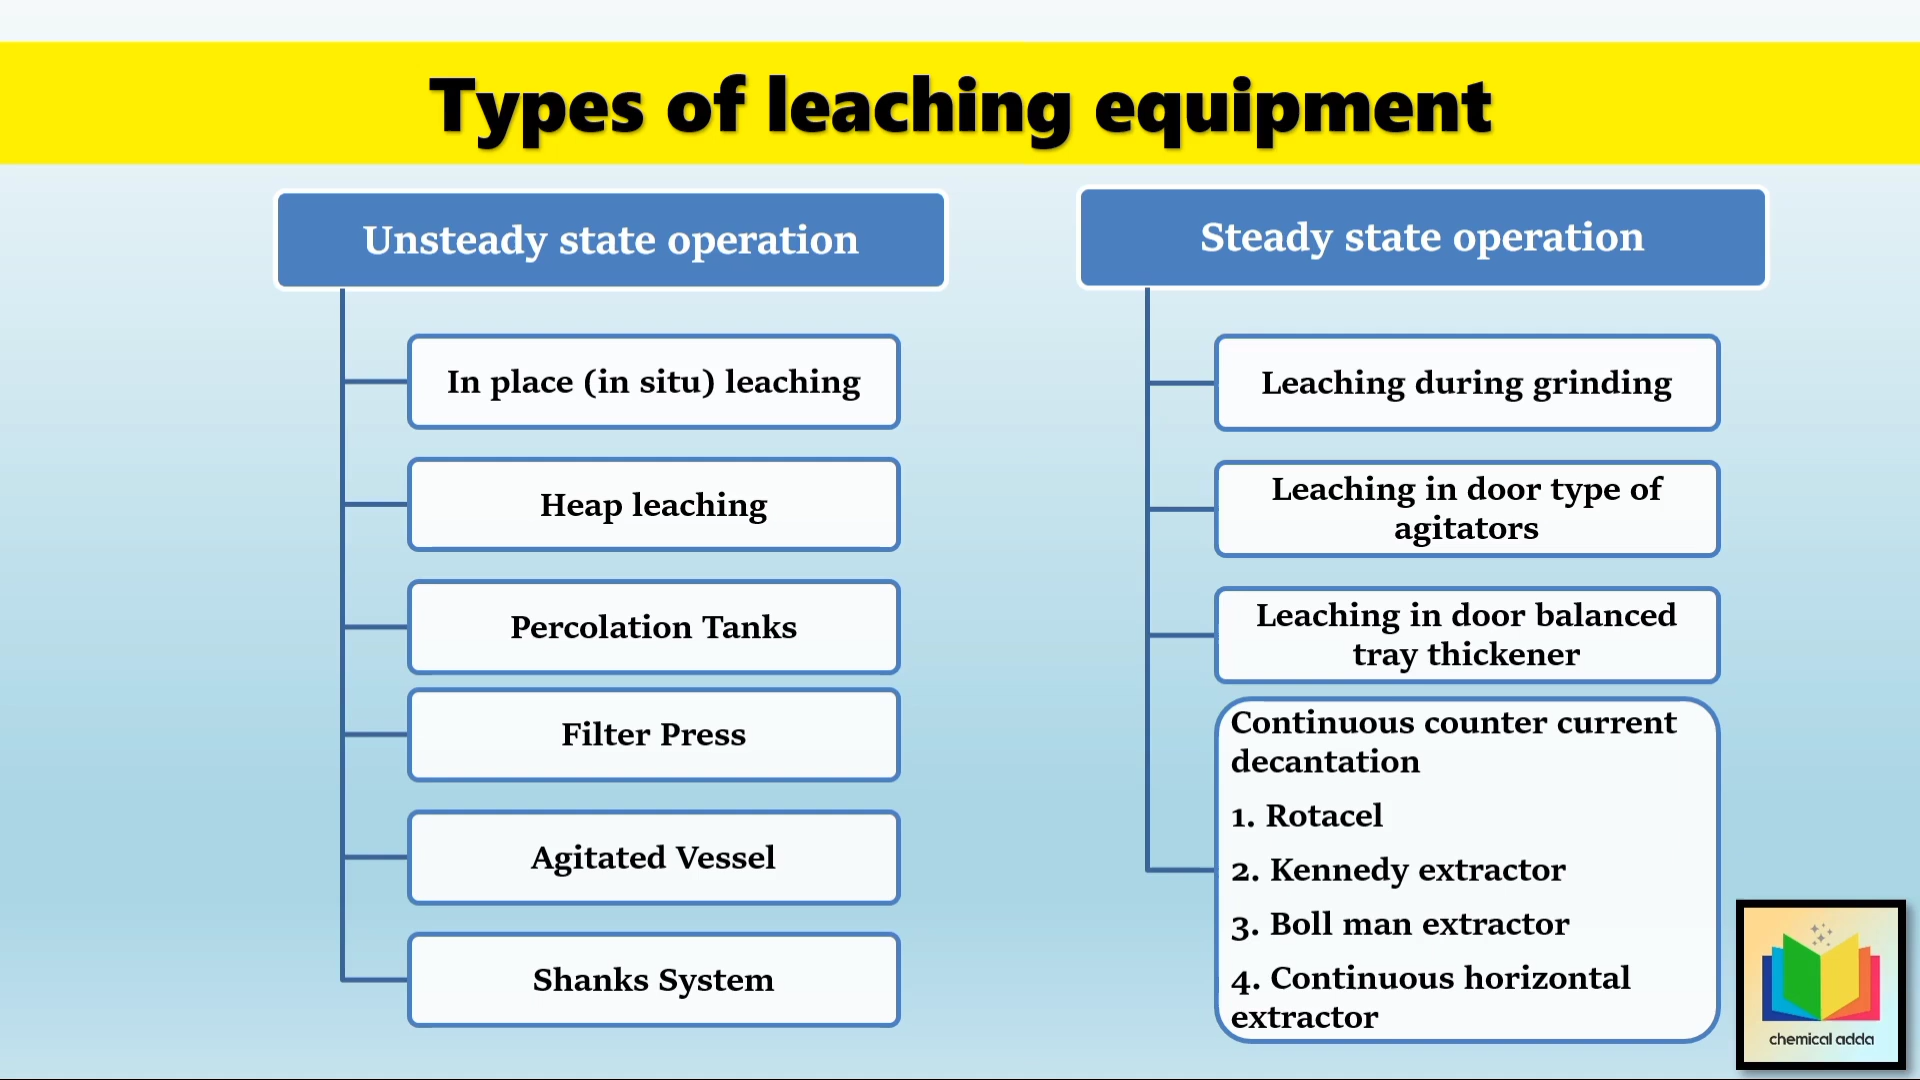 Types of leaching equipment
Unsteady state operation
In place (in situ) leaching
Heap leaching
Percolation Tanks
Filter Press
Agitated Vessel
Shanks System
Steady state operation
Leaching during grinding
Leaching in door type of
agitators
Leaching in door balanced
tray thickener
Continuous counter current
decantation
1. Rotacel
2. Kennedy extractor
3. Boll man extractor
4. Continuous horizontal
extractor
chemical adda